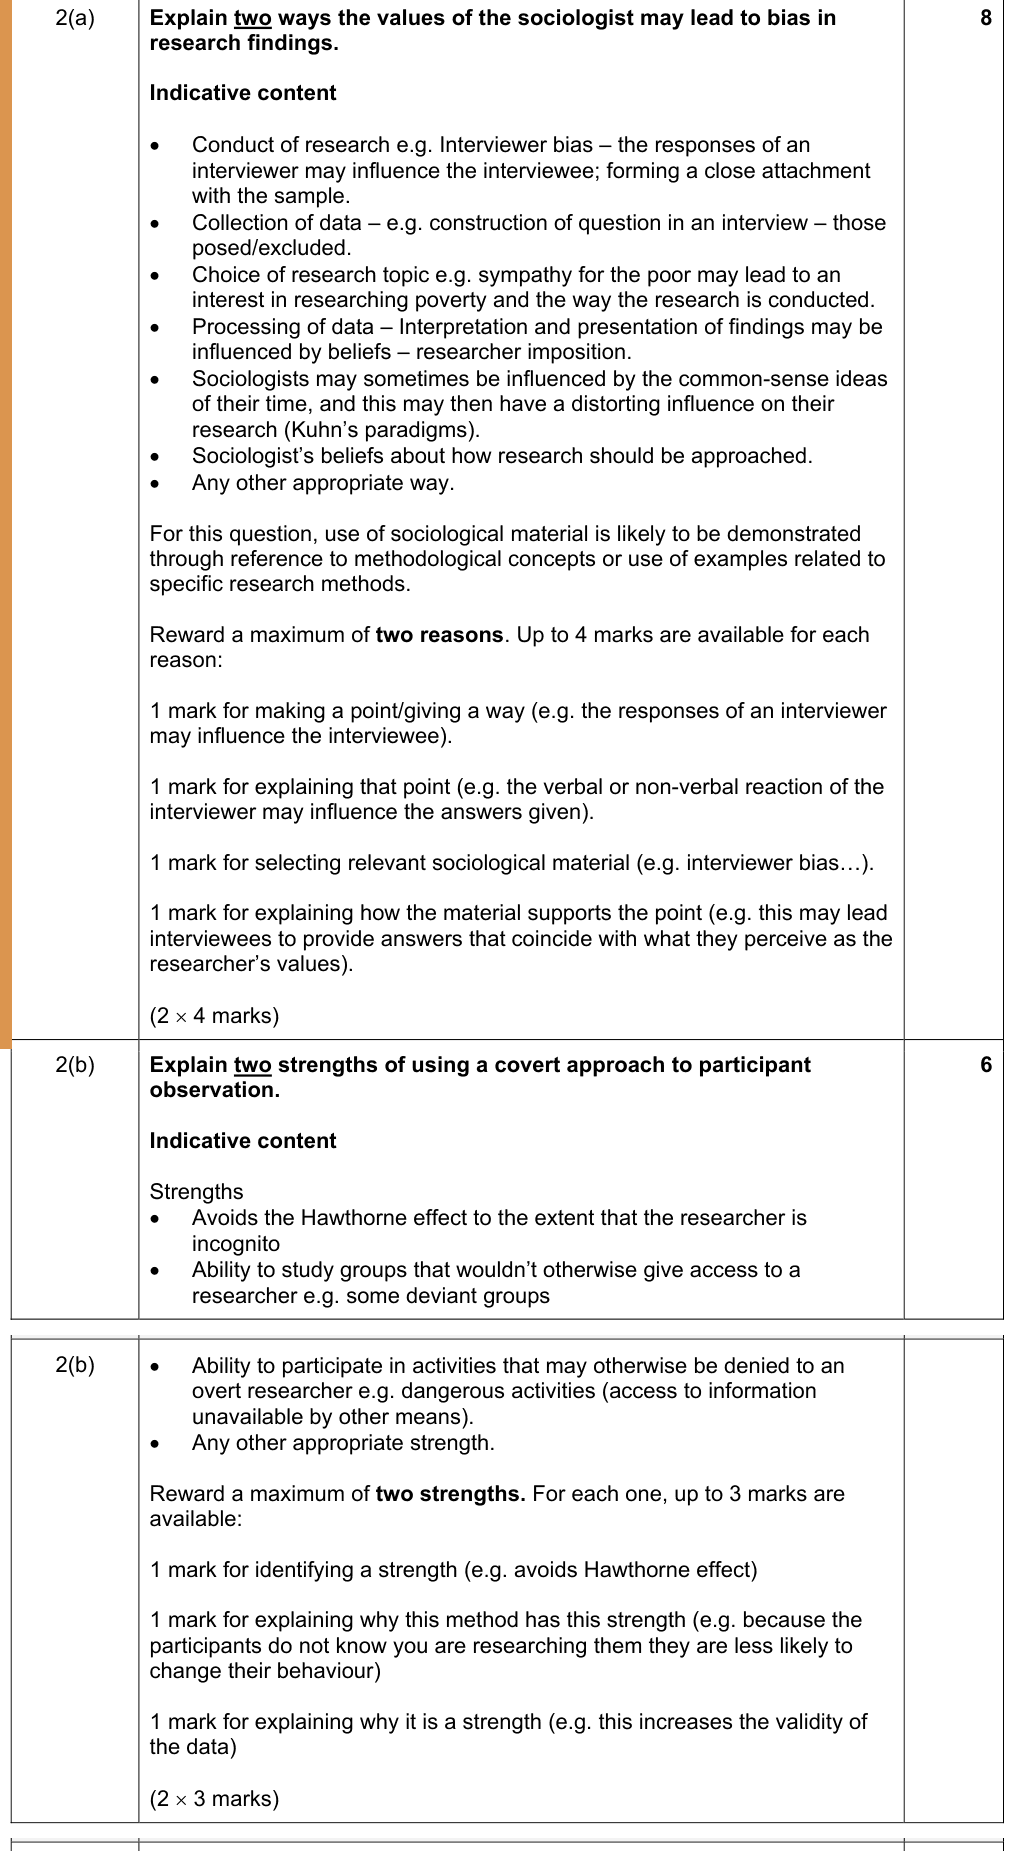 2(a)
Explain two ways the values of the sociologist may lead to bias in
research findings.
8
Indicative content
• Conduct of research e.g. Interviewer bias – the responses of an
interviewer may influence the interviewee; forming a close attachment
with the sample.
• Collection of data – e.g. construction of question in an interview – those
posed/excluded.
• Choice of research topic e.g. sympathy for the poor may lead to an
interest in researching poverty and the way the research is conducted.
• Processing of data – Interpretation and presentation of findings may be
influenced by beliefs – researcher imposition.
• Sociologists may sometimes be influenced by the common-sense ideas
of their time, and this may then have a distorting influence on their
research (Kuhn’s paradigms).
• Sociologist’s beliefs about how research should be approached.
• Any other appropriate way.
For this question, use of sociological material is likely to be demonstrated
through reference to methodological concepts or use of examples related to
specific research methods.
Reward a maximum of two reasons. Up to 4 marks are available for each
reason:
1 mark for making a point/giving a way (e.g. the responses of an interviewer
may influence the interviewee).
1 mark for explaining that point (e.g. the verbal or non-verbal reaction of the
interviewer may influence the answers given).
1 mark for selecting relevant sociological material (e.g. interviewer bias…).
1 mark for explaining how the material supports the point (e.g. this may lead
interviewees to provide answers that coincide with what they perceive as the
researcher’s values).
(2 × 4 marks)
2(b)
Explain two strengths of using a covert approach to participant
observation.
6
Indicative content
Strengths
• Avoids the Hawthorne effect to the extent that the researcher is
incognito
• Ability to study groups that wouldn’t otherwise give access to a
researcher e.g. some deviant groups
2(b)
• Ability to participate in activities that may otherwise be denied to an
overt researcher e.g. dangerous activities (access to information
unavailable by other means).
• Any other appropriate strength.
Reward a maximum of two strengths. For each one, up to 3 marks are
available:
1 mark for identifying a strength (e.g. avoids Hawthorne effect)
1 mark for explaining why this method has this strength (e.g. because the
participants do not know you are researching them they are less likely to
change their behaviour)
1 mark for explaining why it is a strength (e.g. this increases the validity of
the data)
(2 × 3 marks)